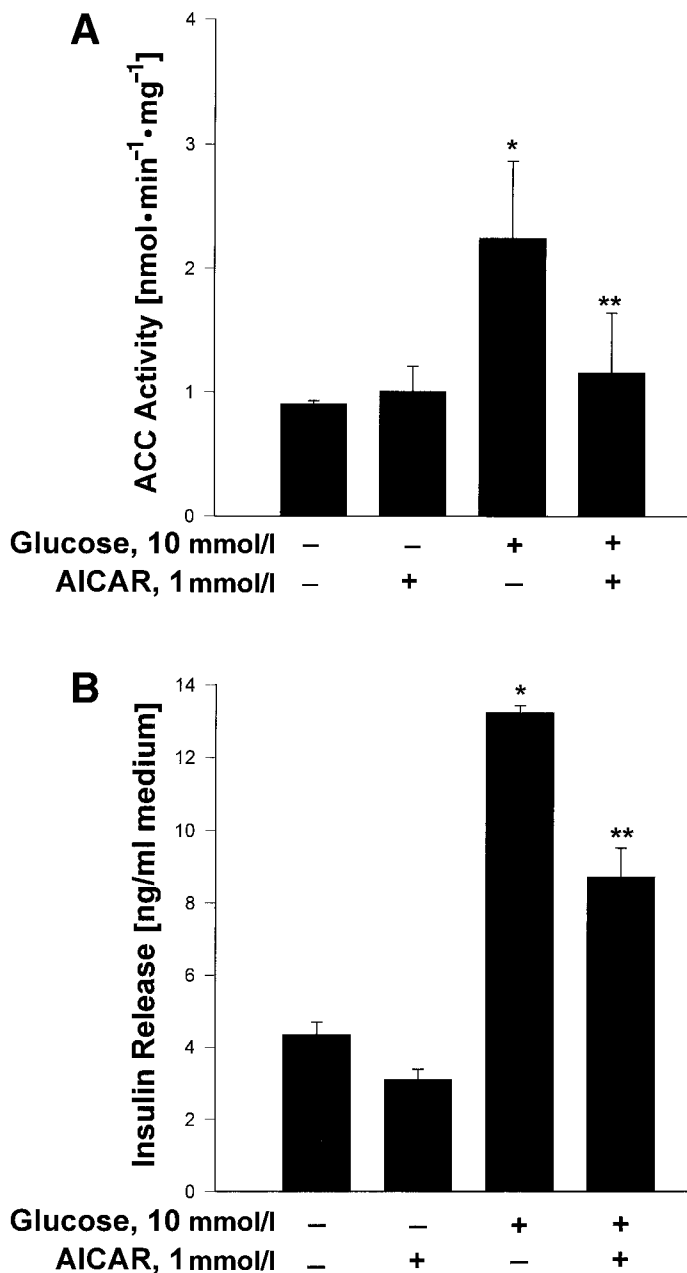 A
ACC Activity [nmol•min⁻¹•mg⁻¹]
4
3
2
1
0
*
**
Glucose, 10 mmol/l – – + +
AICAR, 1 mmol/l – + – +
B
Insulin Release [ng/ml medium]
14
12
10
8
6
4
2
0
*
**
Glucose, 10 mmol/l – – + +
AICAR, 1 mmol/l – + – +